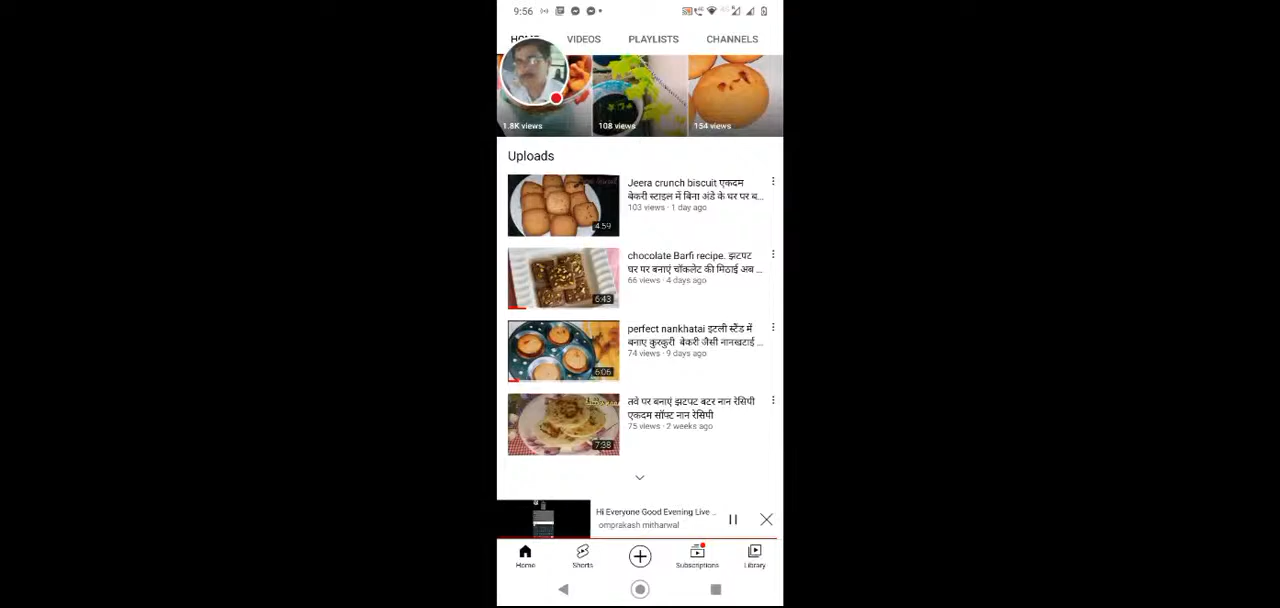 9:56
VIDEOS PLAYLISTS CHANNELS
1.8K views 108 views 154 views
Uploads
Jeera crunch biscuit एकदम
बेकरी स्टाइल में बिना अंडे के घर पर ब...
103 views · 1 day ago
4:59
chocolate Barfi recipe. झटपट
घर पर बनाएं चॉकलेट की मिठाई अब ...
66 views · 4 days ago
6:43
perfect nankhatai इटली स्टैंड में
बनाए कुरकुरी बेकरी जैसी नानखटाई ...
74 views · 9 days ago
6:06
तवे पर बनाएं झटपट बटर नान रेसिपी
एकदम सॉफ्ट नान रेसिपी
75 views · 2 weeks ago
7:38
Hi Everyone Good Evening Live ...
omprakash mitharwal
Home Shorts Subscriptions Library